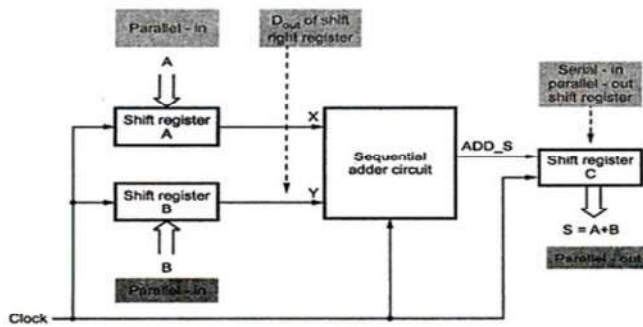 Parallel - in
A
Shift register
A
Shift register
B
B
Parallel - in
Clock
Dout of shift
right register
X
Y
Sequential
adder circuit
ADD_S
Serial - in
parallel - out
shift register
Shift register
C
S = A+B
Parallel - out